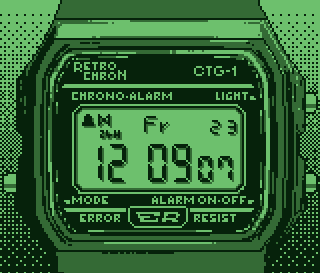 RETRO
CHRON
CTG-1
CHRONO-ALARM
LIGHT
M
24H
Fr
23
12 09 07
MODE
ALARM ON-OFF
ERROR
RESIST